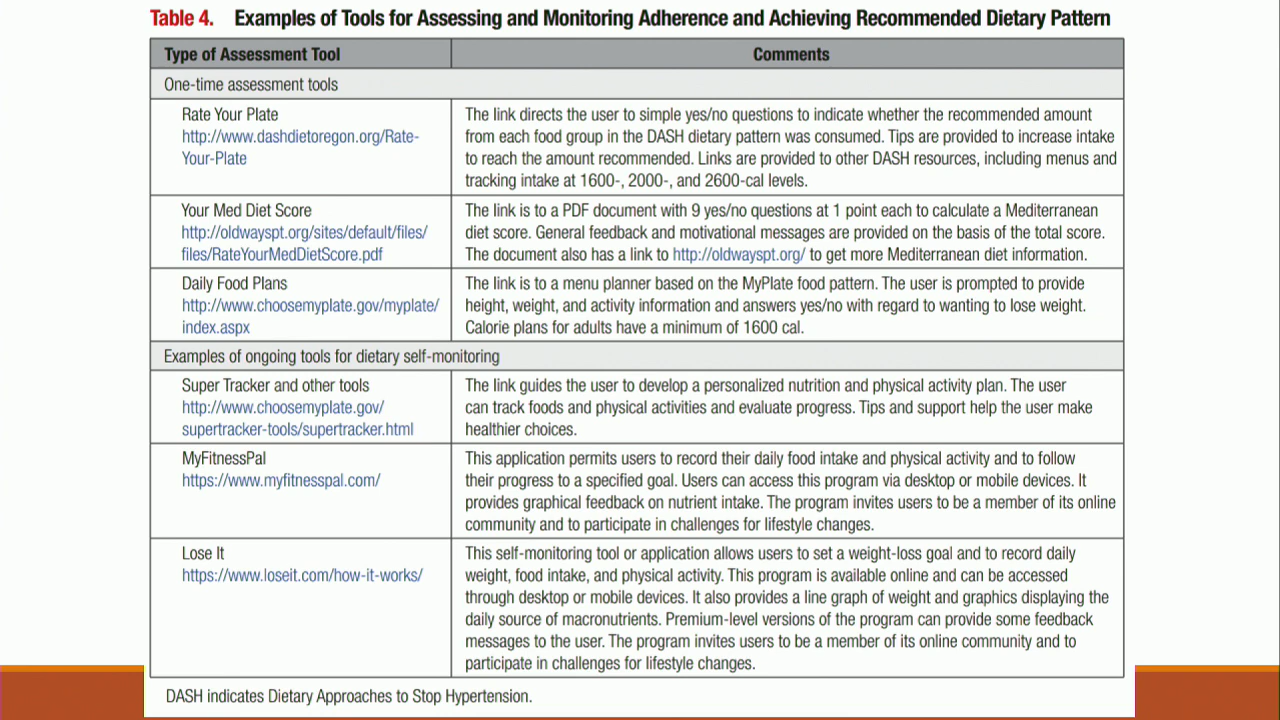 Table 4. Examples of Tools for Assessing and Monitoring Adherence and Achieving Recommended Dietary Pattern
Type of Assessment Tool
Comments
One-time assessment tools
Rate Your Plate
http://www.dashdietoregon.org/Rate-
Your-Plate
The link directs the user to simple yes/no questions to indicate whether the recommended amount
from each food group in the DASH dietary pattern was consumed. Tips are provided to increase intake
to reach the amount recommended. Links are provided to other DASH resources, including menus and
tracking intake at 1600-, 2000-, and 2600-cal levels.
Your Med Diet Score
http://oldwayspt.org/sites/default/files/
files/RateYourMedDietScore.pdf
The link is to a PDF document with 9 yes/no questions at 1 point each to calculate a Mediterranean
diet score. General feedback and motivational messages are provided on the basis of the total score.
The document also has a link to http://oldwayspt.org/ to get more Mediterranean diet information.
Daily Food Plans
http://www.choosemyplate.gov/myplate/
index.aspx
The link is to a menu planner based on the MyPlate food pattern. The user is prompted to provide
height, weight, and activity information and answers yes/no with regard to wanting to lose weight.
Calorie plans for adults have a minimum of 1600 cal.
Examples of ongoing tools for dietary self-monitoring
Super Tracker and other tools
http://www.choosemyplate.gov/
supertracker-tools/supertracker.html
The link guides the user to develop a personalized nutrition and physical activity plan. The user
can track foods and physical activities and evaluate progress. Tips and support help the user make
healthier choices.
MyFitnessPal
https://www.myfitnesspal.com/
This application permits users to record their daily food intake and physical activity and to follow
their progress to a specified goal. Users can access this program via desktop or mobile devices. It
provides graphical feedback on nutrient intake. The program invites users to be a member of its online
community and to participate in challenges for lifestyle changes.
Lose It
https://www.loseit.com/how-it-works/
This self-monitoring tool or application allows users to set a weight-loss goal and to record daily
weight, food intake, and physical activity. This program is available online and can be accessed
through desktop or mobile devices. It also provides a line graph of weight and graphics displaying the
daily source of macronutrients. Premium-level versions of the program can provide some feedback
messages to the user. The program invites users to be a member of its online community and to
participate in challenges for lifestyle changes.
DASH indicates Dietary Approaches to Stop Hypertension.